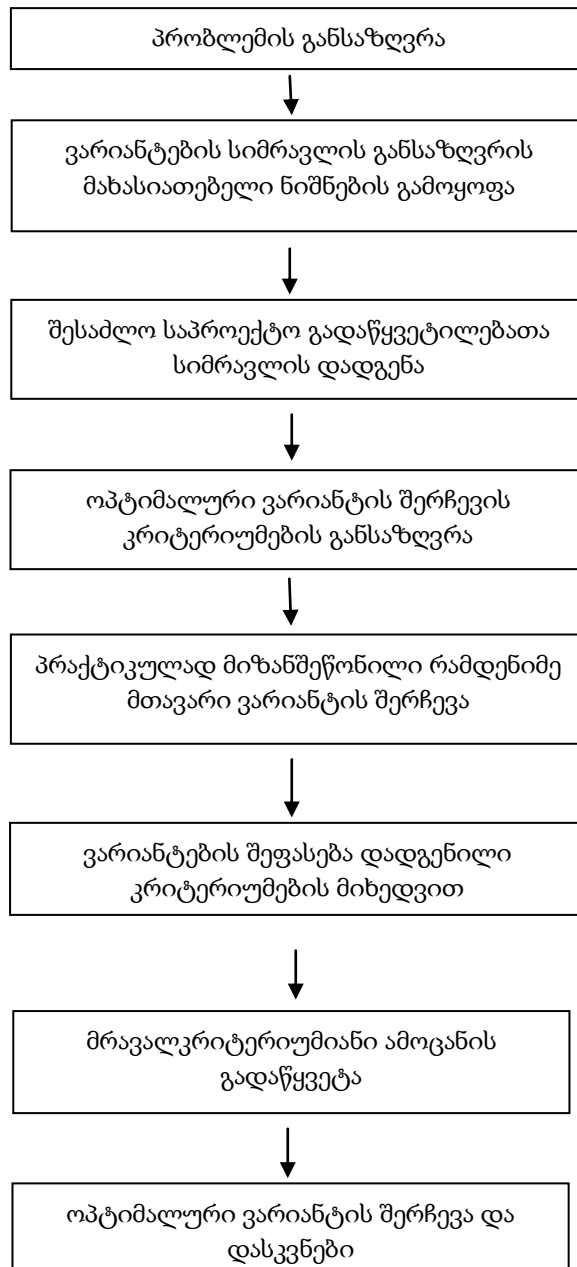 პრობლემის განსაზღვრა
ვარიანტების სიმრავლის განსაზღვრის
მახასიათებელი ნიშნების გამოყოფა
შესაძლო საპროექტო გადაწყვეტილებათა
სიმრავლის დადგენა
ოპტიმალური ვარიანტის შერჩევის
კრიტერიუმების განსაზღვრა
პრაქტიკულად მიზანშეწონილი რამდენიმე
მთავარი ვარიანტის შერჩევა
ვარიანტების შეფასება დადგენილი
კრიტერიუმების მიხედვით
მრავალკრიტერიუმიანი ამოცანის
გადაწყვეტა
ოპტიმალური ვარიანტის შერჩევა და
დასკვნები